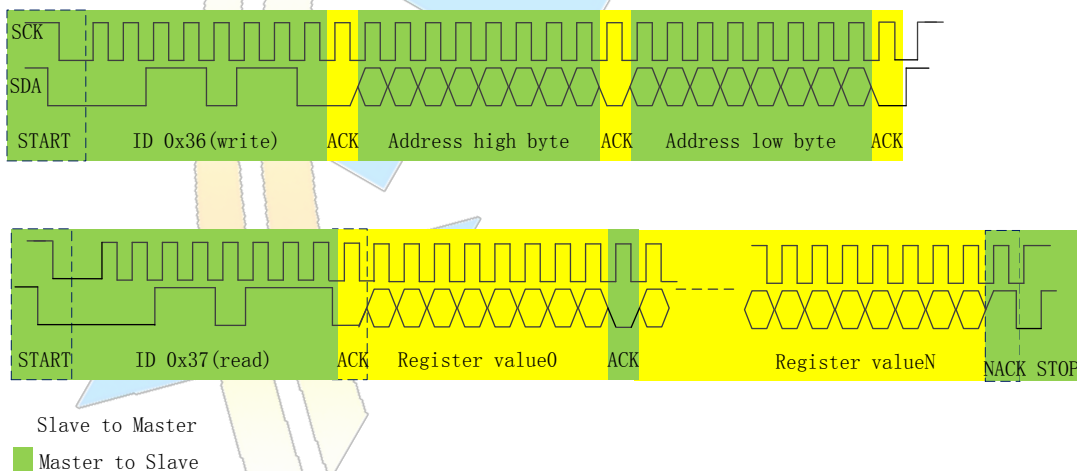 SCK
SDA
START ID 0x36(write) ACK Address high byte ACK Address low byte ACK
START ID 0x37(read) ACK Register value0 ACK Register valueN NACK STOP
Slave to Master
Master to Slave